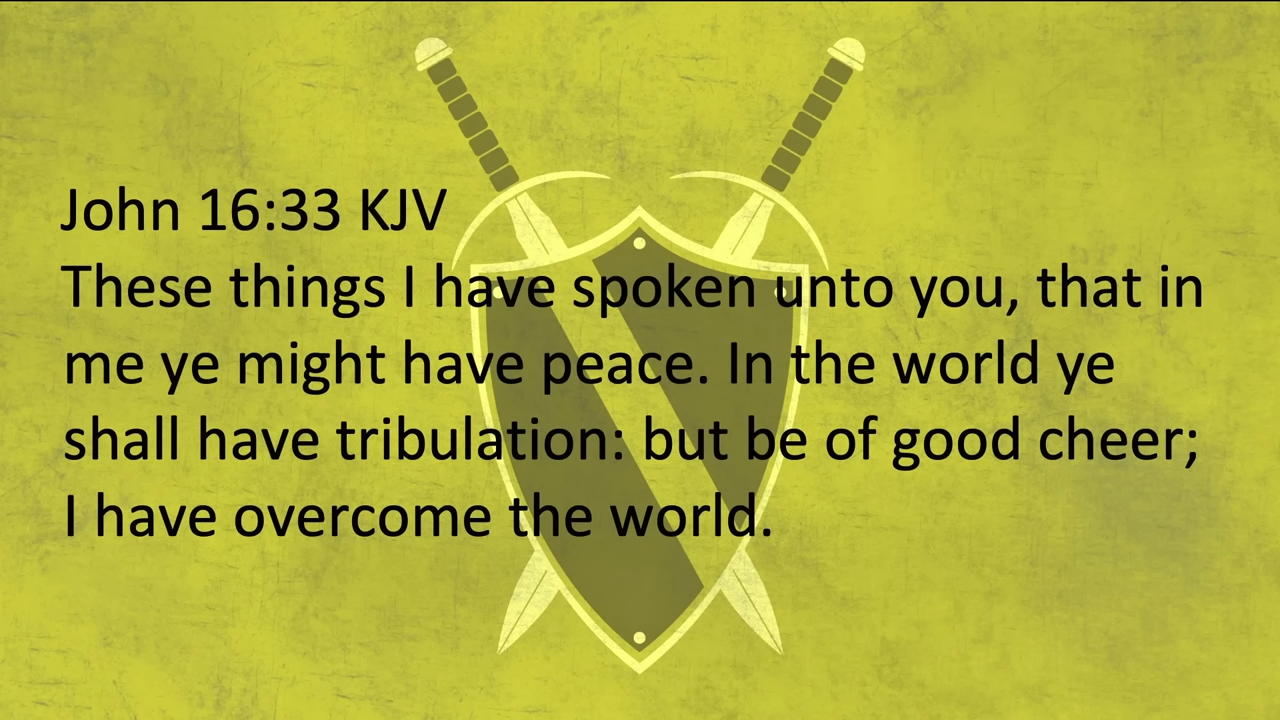 John 16:33 KJV
These things I have spoken unto you, that in
me ye might have peace. In the world ye
shall have tribulation: but be of good cheer;
I have overcome the world.